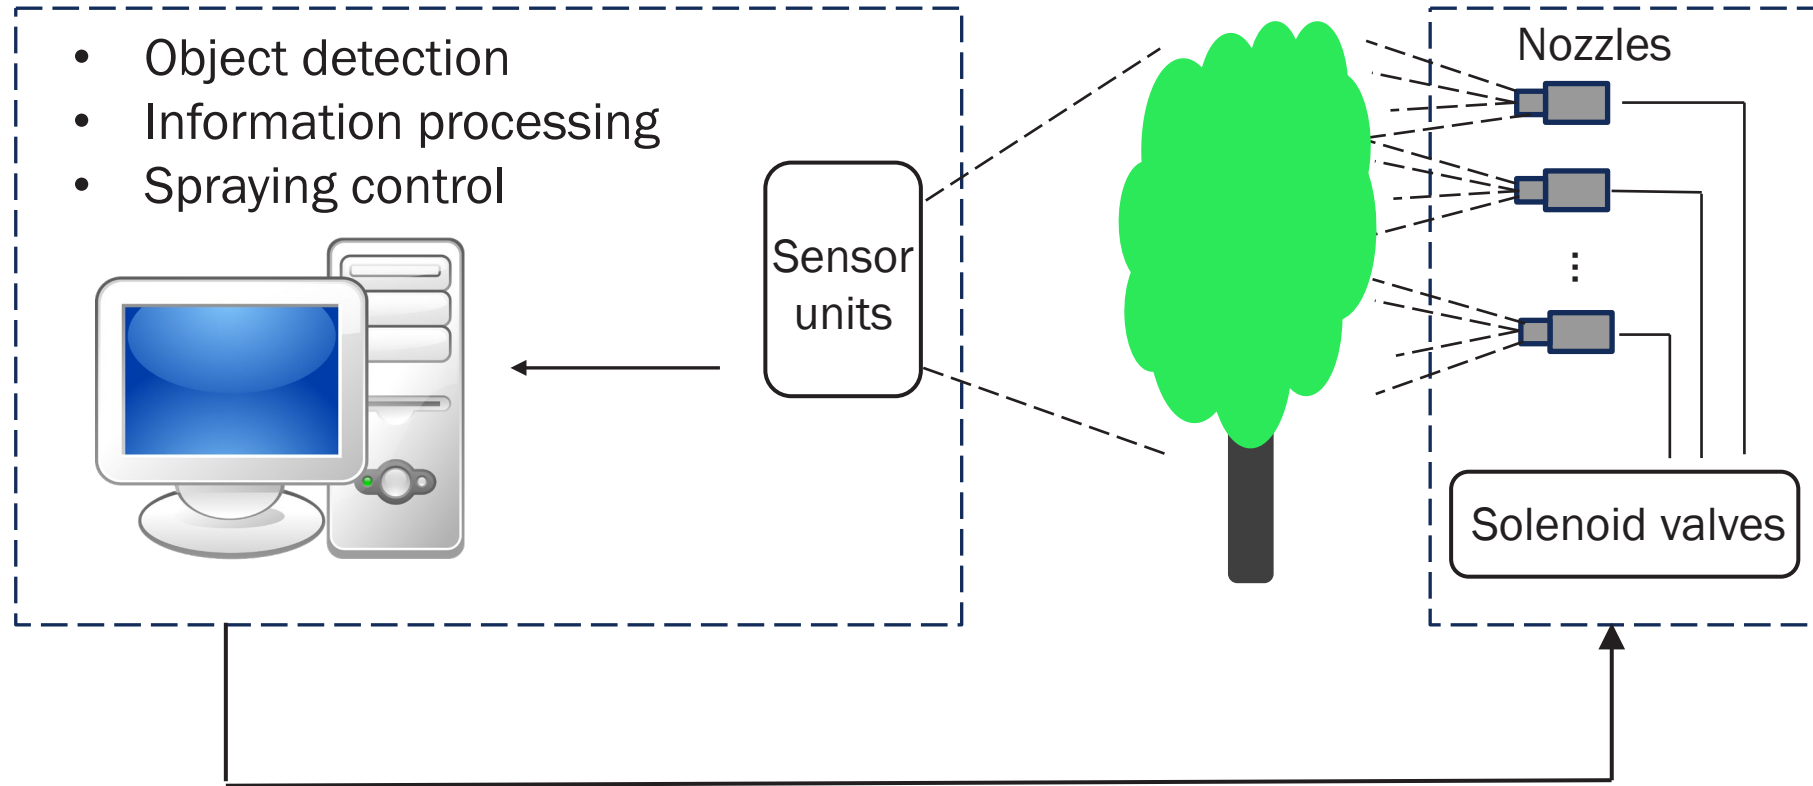 • Object detection
• Information processing
• Spraying control
Sensor
units
Nozzles
⋮
Solenoid valves